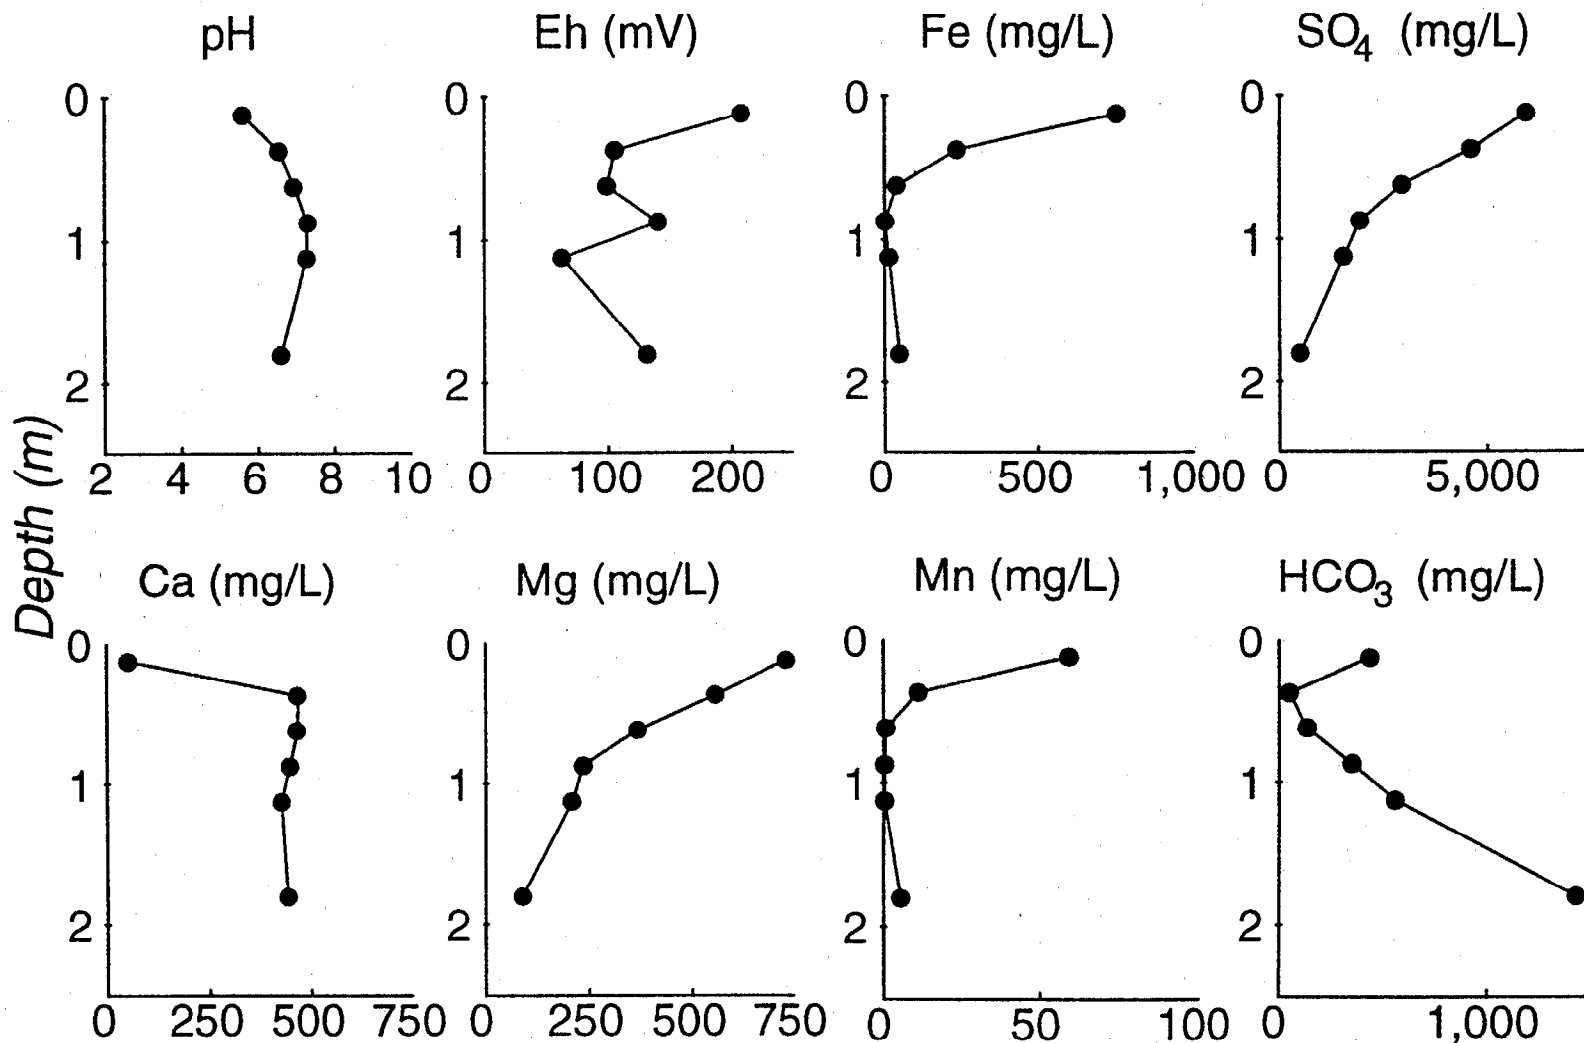 pH Eh (mV) Fe (mg/L) SO4 (mg/L)
0 0 0 0
1 1 1 1
2 2 2 2
2 4 6 8 10 0 100 200 0 500 1,000 0 5,000
Depth (m)
Ca (mg/L) Mg (mg/L) Mn (mg/L) HCO3 (mg/L)
0 0 0 0
1 1 1 1
2 2 2 2
0 250 500 750 0 250 500 750 0 50 100 0 1,000